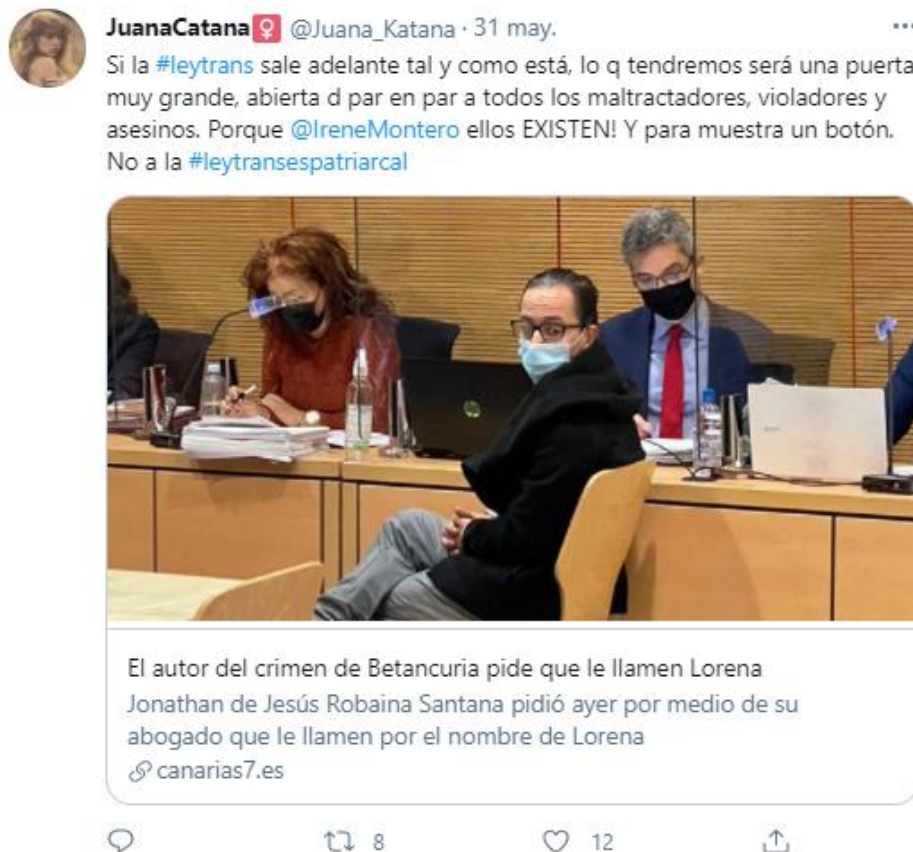 JuanaCatana @Juana_Katana · 31 may.
Si la #leytrans sale adelante tal y como está, lo q tendremos será una puerta
muy grande, abierta d par en par a todos los maltractadores, violadores y
asesinos. Porque @IreneMontero ellos EXISTEN! Y para muestra un botón.
No a la #leytransespatriarcal
El autor del crimen de Betancuria pide que le llamen Lorena
Jonathan de Jesús Robaina Santana pidió ayer por medio de su
abogado que le llamen por el nombre de Lorena
canarias7.es
8 12